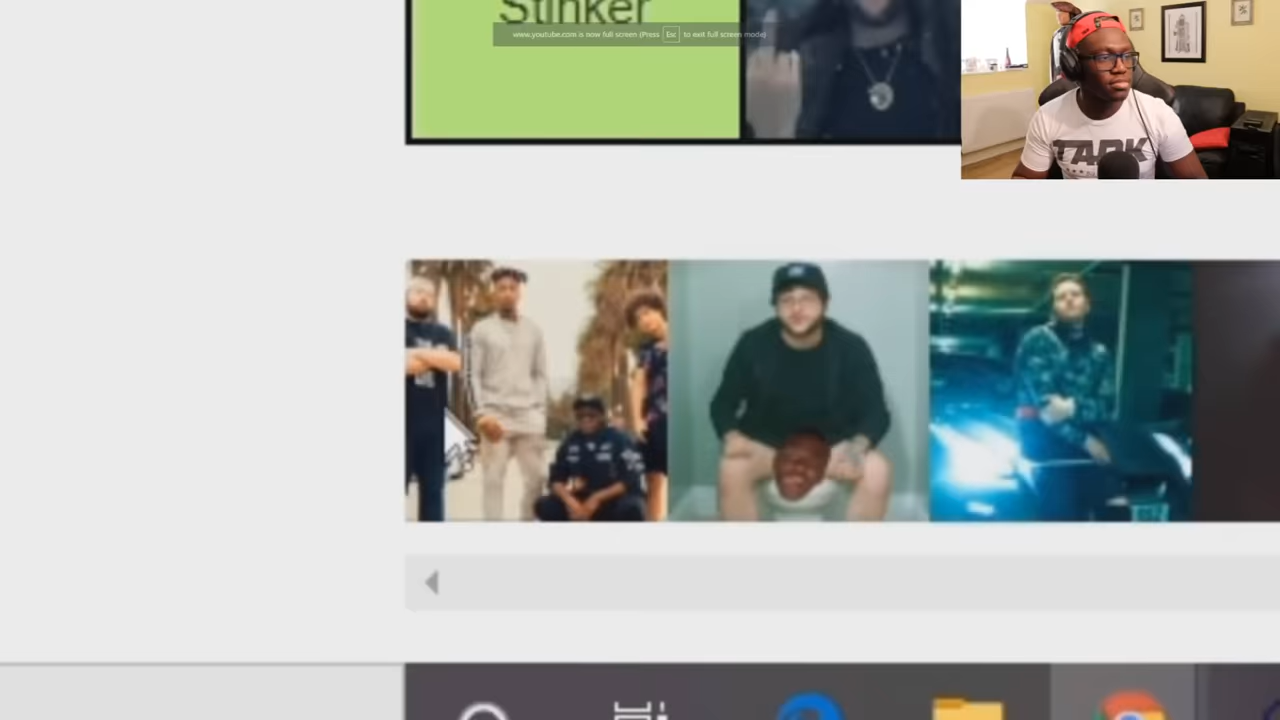 Stinker
www.youtube.com is now full screen (Press Esc to exit full screen mode)
TARK